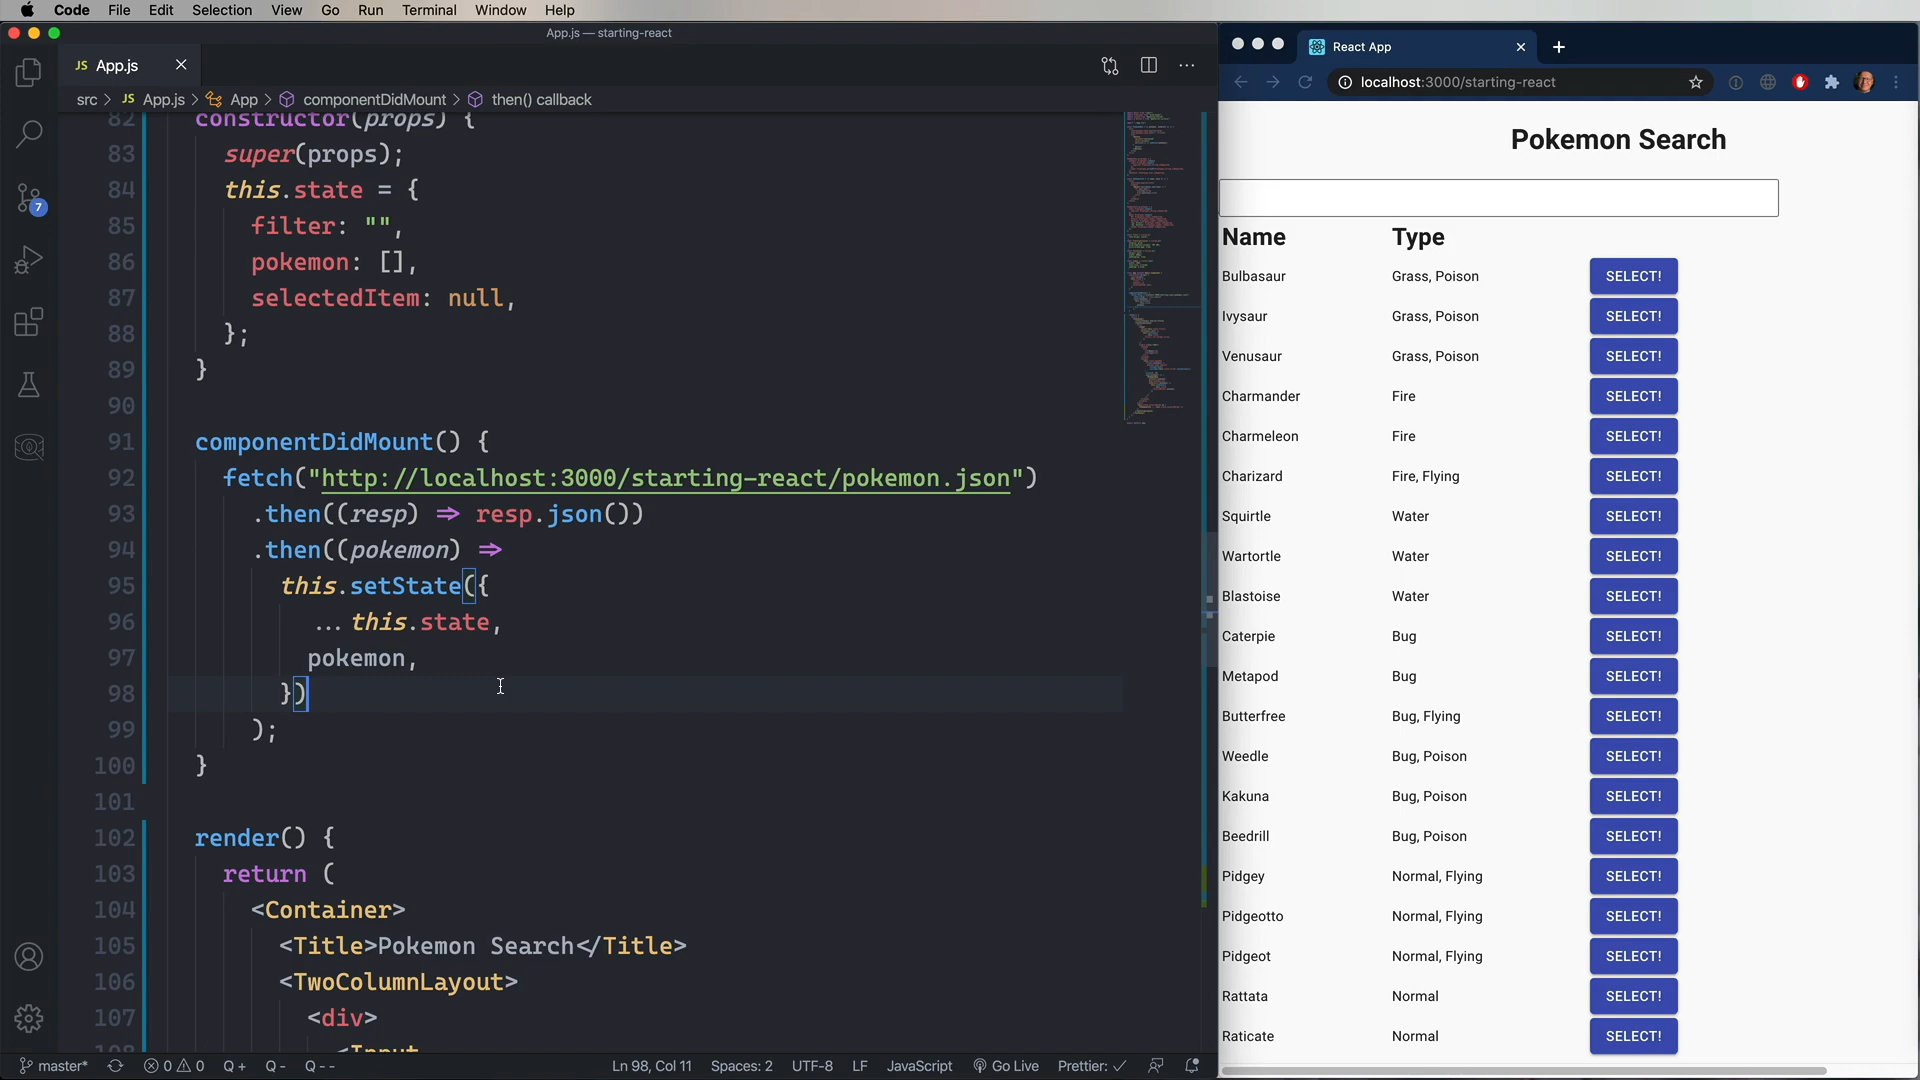 Code File Edit Selection View Go Run Terminal Window Help
App.js — starting-react
JS App.js
src > JS App.js > App > componentDidMount > then() callback
82 constructor(props) {
83 super(props);
84 this.state = {
85 filter: "",
86 pokemon: [],
87 selectedItem: null,
88 };
89 }
90
91 componentDidMount() {
92 fetch("http://localhost:3000/starting-react/pokemon.json")
93 .then((resp) => resp.json())
94 .then((pokemon) =>
95 this.setState({
96 ...this.state,
97 pokemon,
98 })
99 );
100 }
101
102 render() {
103 return (
104 <Container>
105 <Title>Pokemon Search</Title>
106 <TwoColumnLayout>
107 <div>
108 <Input
7
master* 0 0 Q + Q - Q -- Ln 98, Col 11 Spaces: 2 UTF-8 LF JavaScript Go Live Prettier: ✓
React App
localhost:3000/starting-react
Pokemon Search
Name Type
Bulbasaur Grass, Poison SELECT!
Ivysaur Grass, Poison SELECT!
Venusaur Grass, Poison SELECT!
Charmander Fire SELECT!
Charmeleon Fire SELECT!
Charizard Fire, Flying SELECT!
Squirtle Water SELECT!
Wartortle Water SELECT!
Blastoise Water SELECT!
Caterpie Bug SELECT!
Metapod Bug SELECT!
Butterfree Bug, Flying SELECT!
Weedle Bug, Poison SELECT!
Kakuna Bug, Poison SELECT!
Beedrill Bug, Poison SELECT!
Pidgey Normal, Flying SELECT!
Pidgeotto Normal, Flying SELECT!
Pidgeot Normal, Flying SELECT!
Rattata Normal SELECT!
Raticate Normal SELECT!